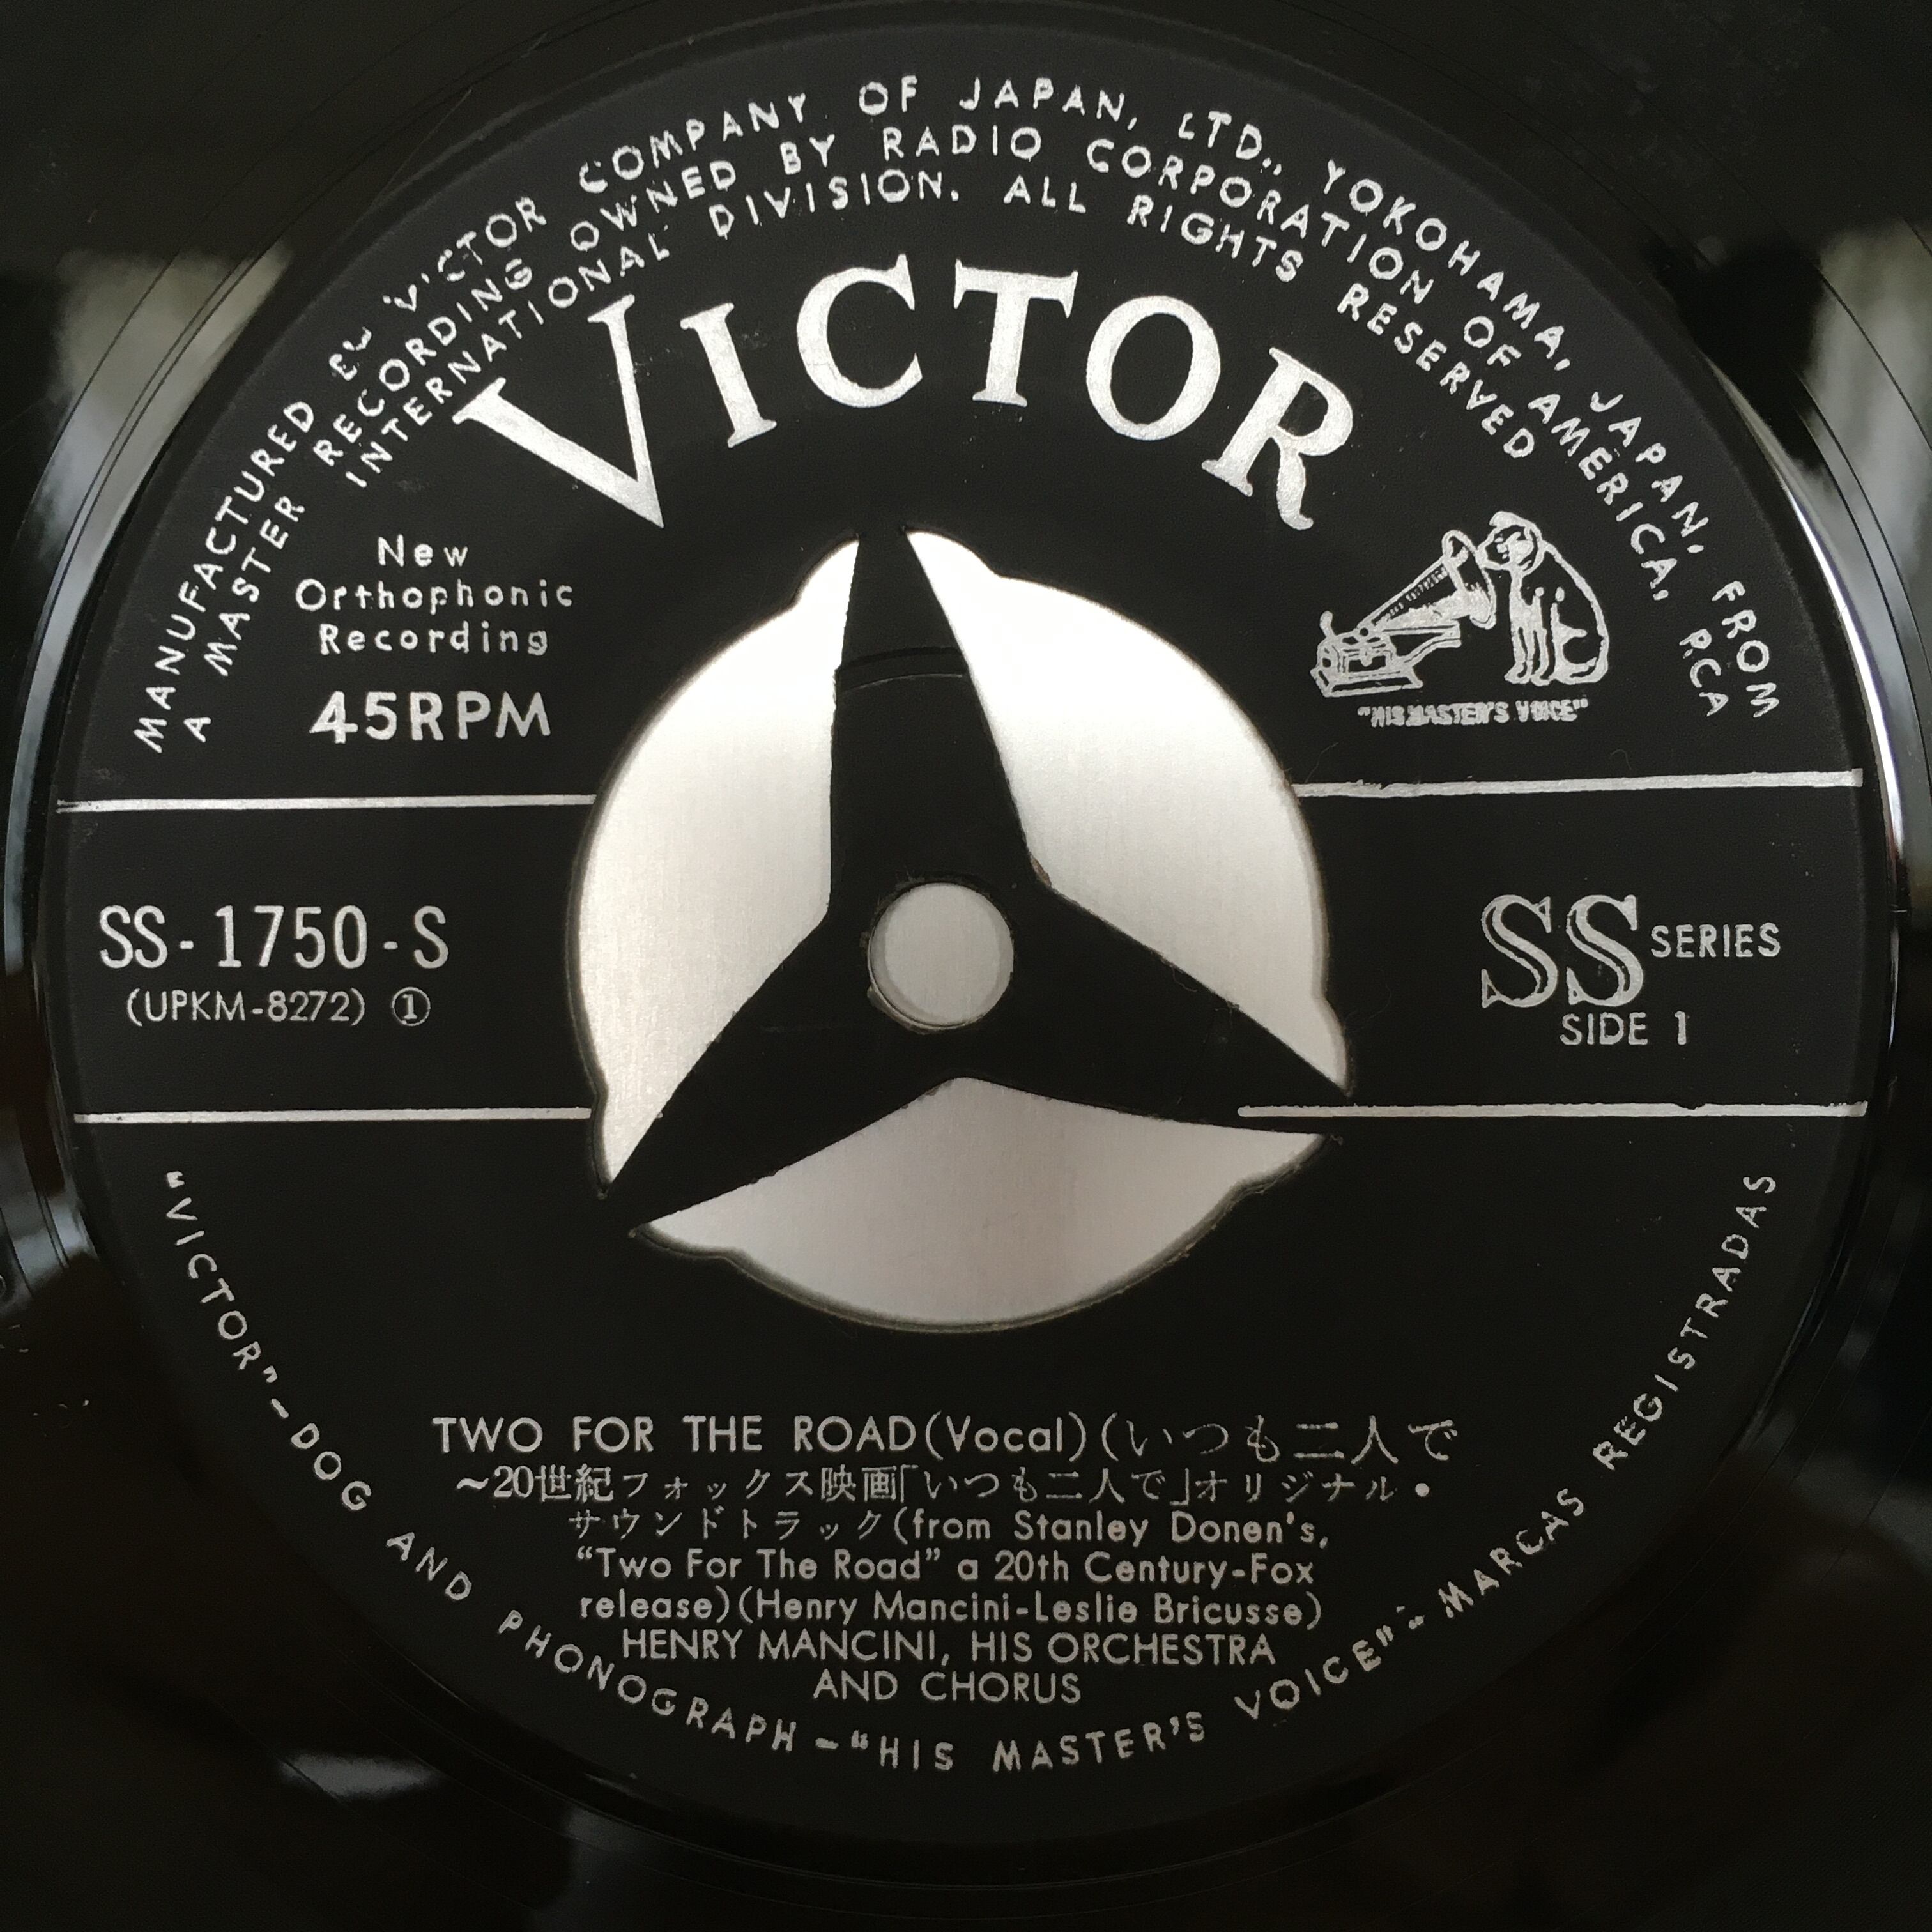 MANUFACTURED BY VICTOR COMPANY OF JAPAN, LTD., YOKOHAMA, JAPAN, FROM
A MASTER RECORDING OWNED BY RADIO CORPORATION OF AMERICA, RCA
INTERNATIONAL DIVISION. ALL RIGHTS RESERVED
VICTOR
New
Orthophonic
Recording
45RPM
"HIS MASTER'S VOICE"
SS-1750-S
(UPKM-8272) ①
SS SERIES
SIDE 1
TWO FOR THE ROAD(Vocal)(いつも二人で
～20世紀フォックス映画「いつも二人で」オリジナル・
サウンドトラック(from Stanley Donen's,
“Two For The Road” a 20th Century-Fox
release)(Henry Mancini-Leslie Bricusse)
HENRY MANCINI, HIS ORCHESTRA
AND CHORUS
“VICTOR”-DOG AND PHONOGRAPH-“HIS MASTER'S VOICE”-MARCAS REGISTRADAS